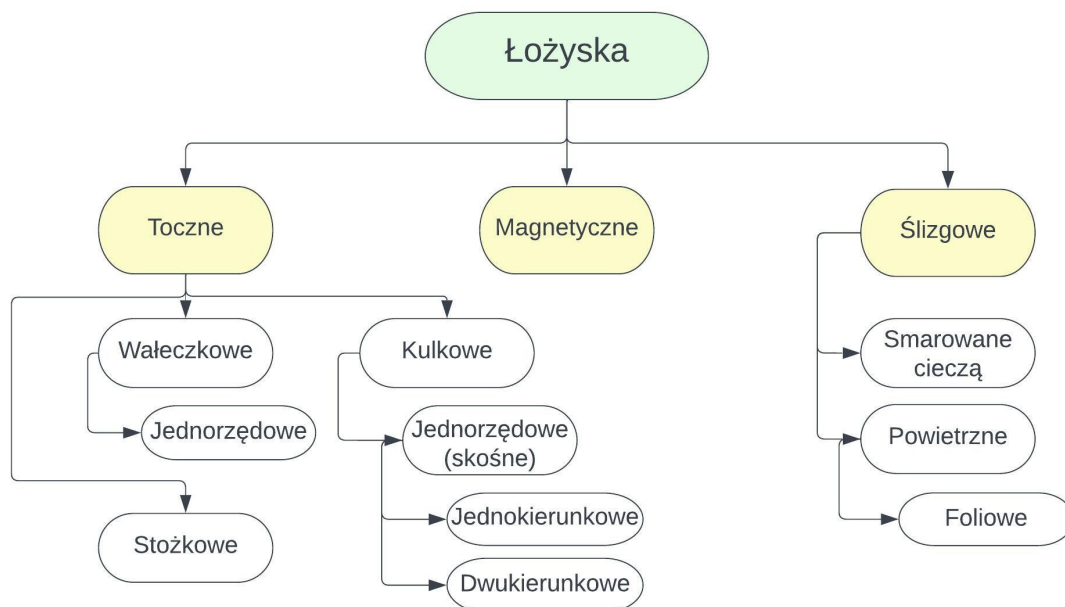 Łożyska
Toczne
Magnetyczne
Ślizgowe
Wałeczkowe
Kulkowe
Smarowane
cieczą
Jednorzędowe
Jednorzędowe
(skośne)
Powietrzne
Stożkowe
Jednokierunkowe
Foliowe
Dwukierunkowe